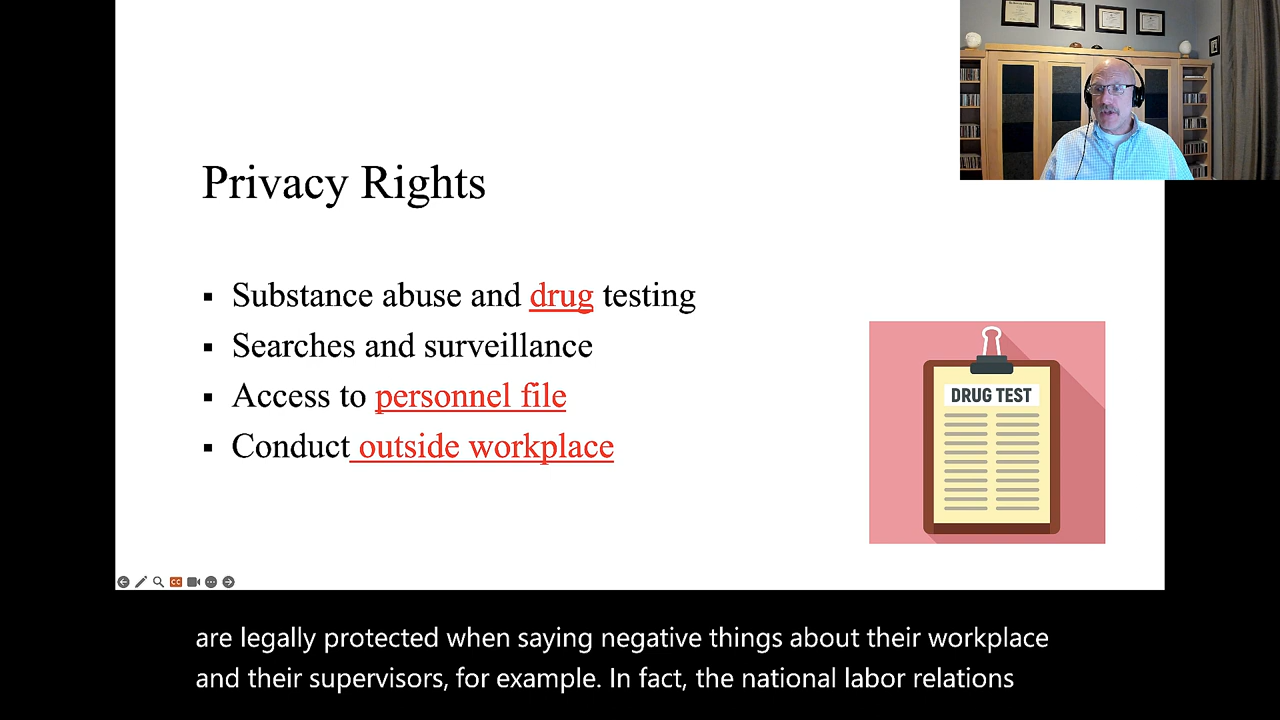 Privacy Rights
Substance abuse and drug testing
Searches and surveillance
Access to personnel file
Conduct outside workplace
DRUG TEST
CC
are legally protected when saying negative things about their workplace
and their supervisors, for example. In fact, the national labor relations